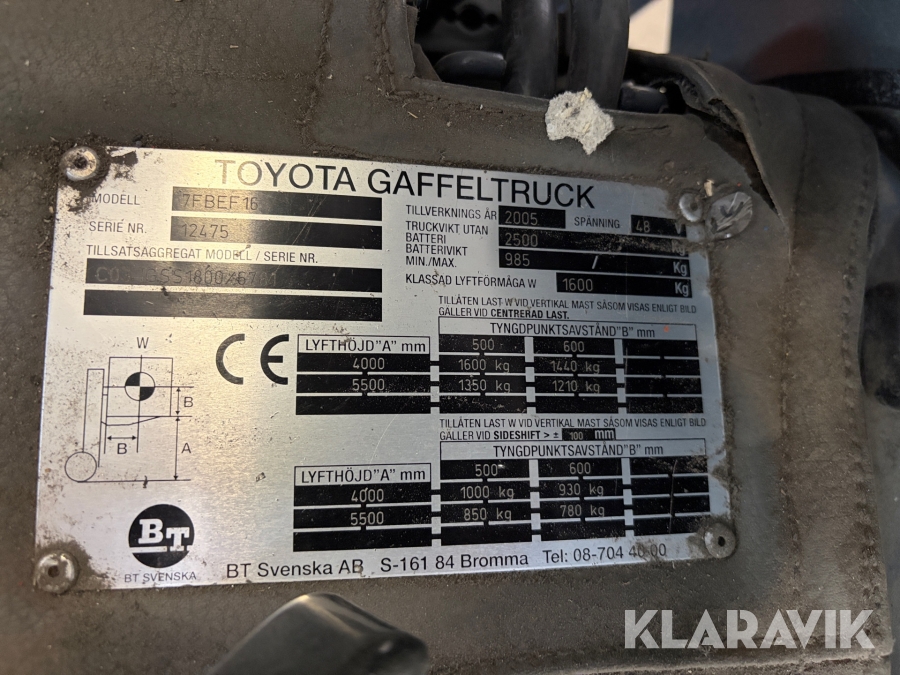 TOYOTA GAFFELTRUCK
MODELL 7FBEF16
SERIE NR. 12475
TILLSATSAGGREGAT MODELL / SERIE NR.
TILLVERKNINGS ÅR 2005 SPÄNNING 48 V
TRUCKVIKT UTAN BATTERI 2500 Kg
BATTERIVIKT MIN./MAX. 985 / Kg
KLASSAD LYFTFÖRMÅGA W 1600 Kg
TILLÅTEN LAST W VID VERTIKAL MAST SÅSOM VISAS ENLIGT BILD
GÄLLER VID CENTRERAD LAST.
TYNGDPUNKTSAVSTÅND"B" mm
LYFTHÖJD"A" mm 500 600
4000 1600 kg 1440 kg
5500 1350 kg 1210 kg
TILLÅTEN LAST W VID VERTIKAL MAST SÅSOM VISAS ENLIGT BILD
GÄLLER VID SIDESHIFT > ± 100 mm
TYNGDPUNKTSAVSTÅND"B" mm
LYFTHÖJD"A" mm 500 600
4000 1000 kg 930 kg
5500 850 kg 780 kg
W
B
B
A
CE
BT
BT SVENSKA
BT Svenska AB S-161 84 Bromma Tel: 08-704 40 00
KLARAVIK